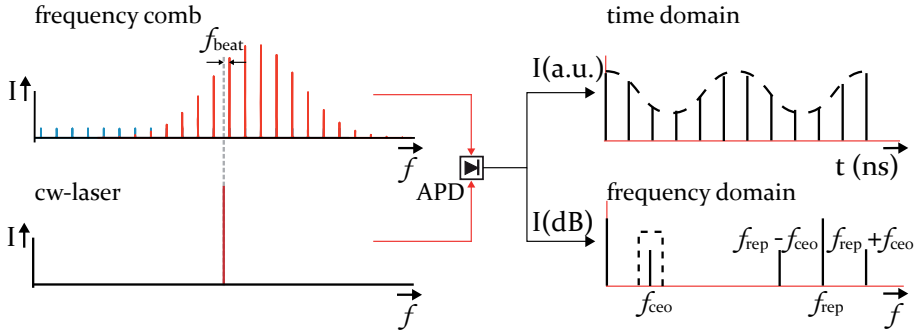 frequency comb
f_beat
I
f
cw-laser
I
f
APD
time domain
I(a.u.)
t (ns)
frequency domain
I(dB)
f_rep - f_ceo
f_rep + f_ceo
f_ceo
f_rep
f